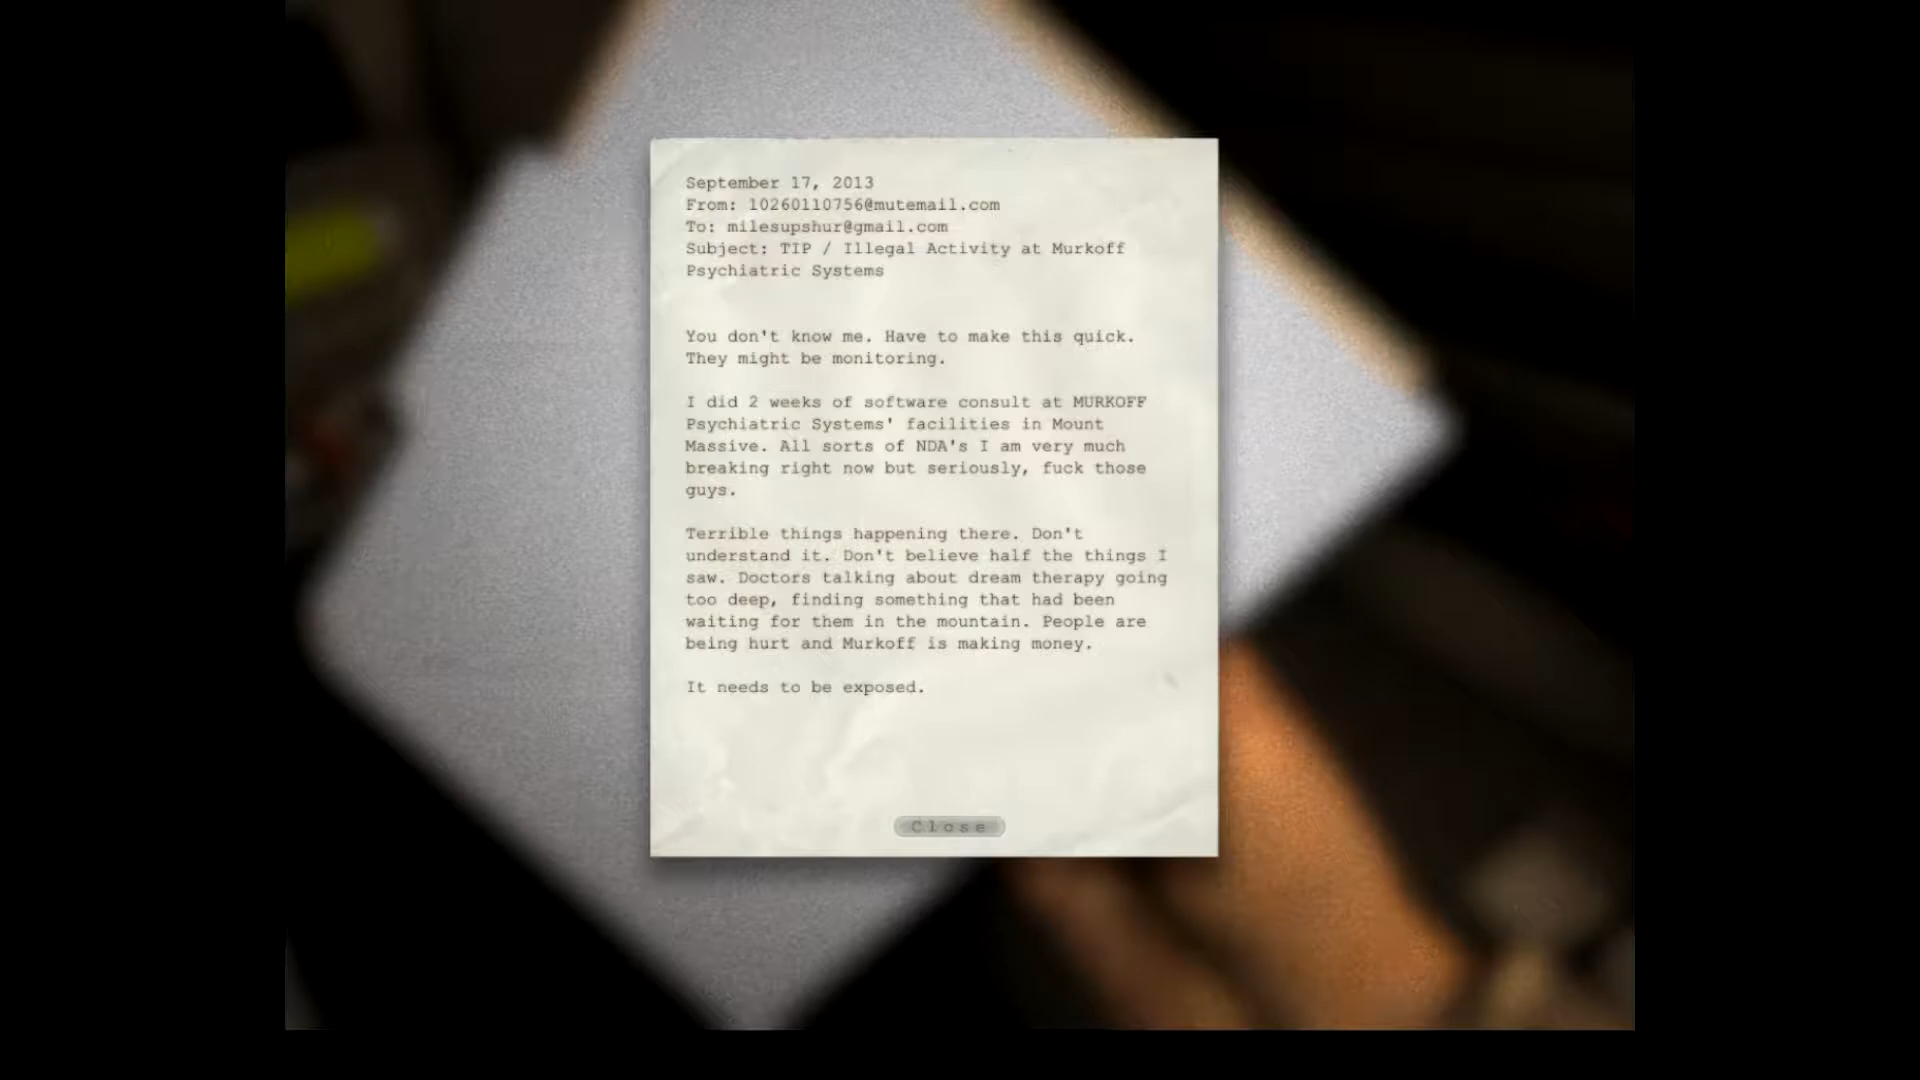 September 17, 2013
From: 10260110756@mutemail.com
To: milesupshur@gmail.com
Subject: TIP / Illegal Activity at Murkoff
Psychiatric Systems
You don't know me. Have to make this quick.
They might be monitoring.
I did 2 weeks of software consult at MURKOFF
Psychiatric Systems' facilities in Mount
Massive. All sorts of NDA's I am very much
breaking right now but seriously, fuck those
guys.
Terrible things happening there. Don't
understand it. Don't believe half the things I
saw. Doctors talking about dream therapy going
too deep, finding something that had been
waiting for them in the mountain. People are
being hurt and Murkoff is making money.
It needs to be exposed.
Close